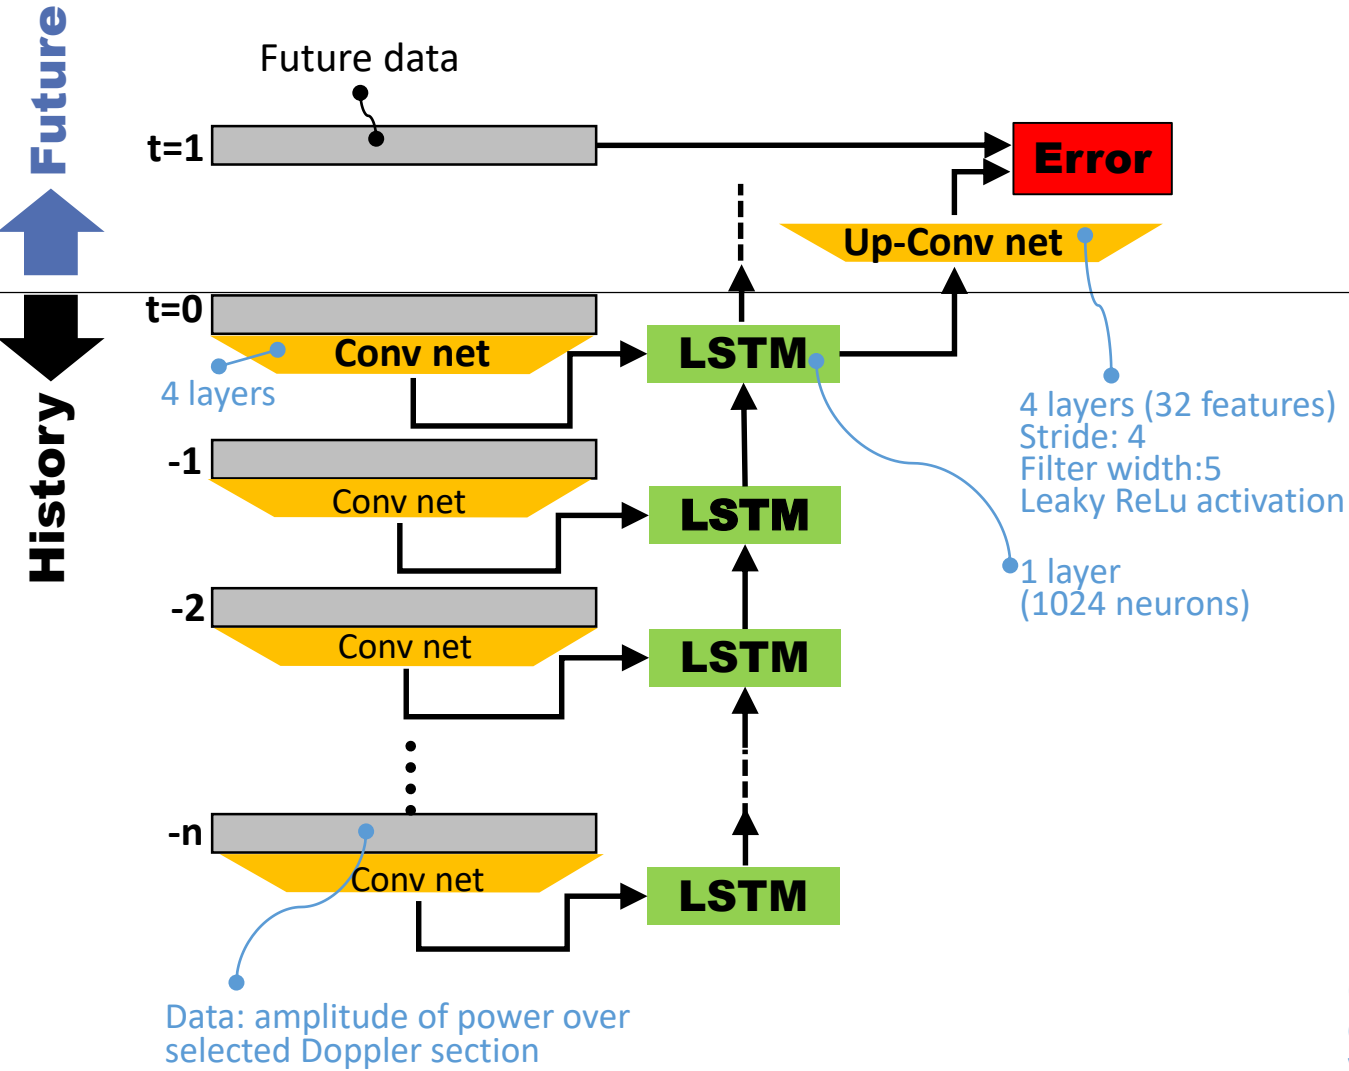 Future
Future data
t=1
Error
Up-Conv net
t=0
Conv net
LSTM
4 layers
4 layers (32 features)
Stride: 4
Filter width:5
Leaky ReLu activation
History
-1
Conv net
LSTM
1 layer
(1024 neurons)
-2
Conv net
LSTM
-n
Conv net
LSTM
Data: amplitude of power over
selected Doppler section